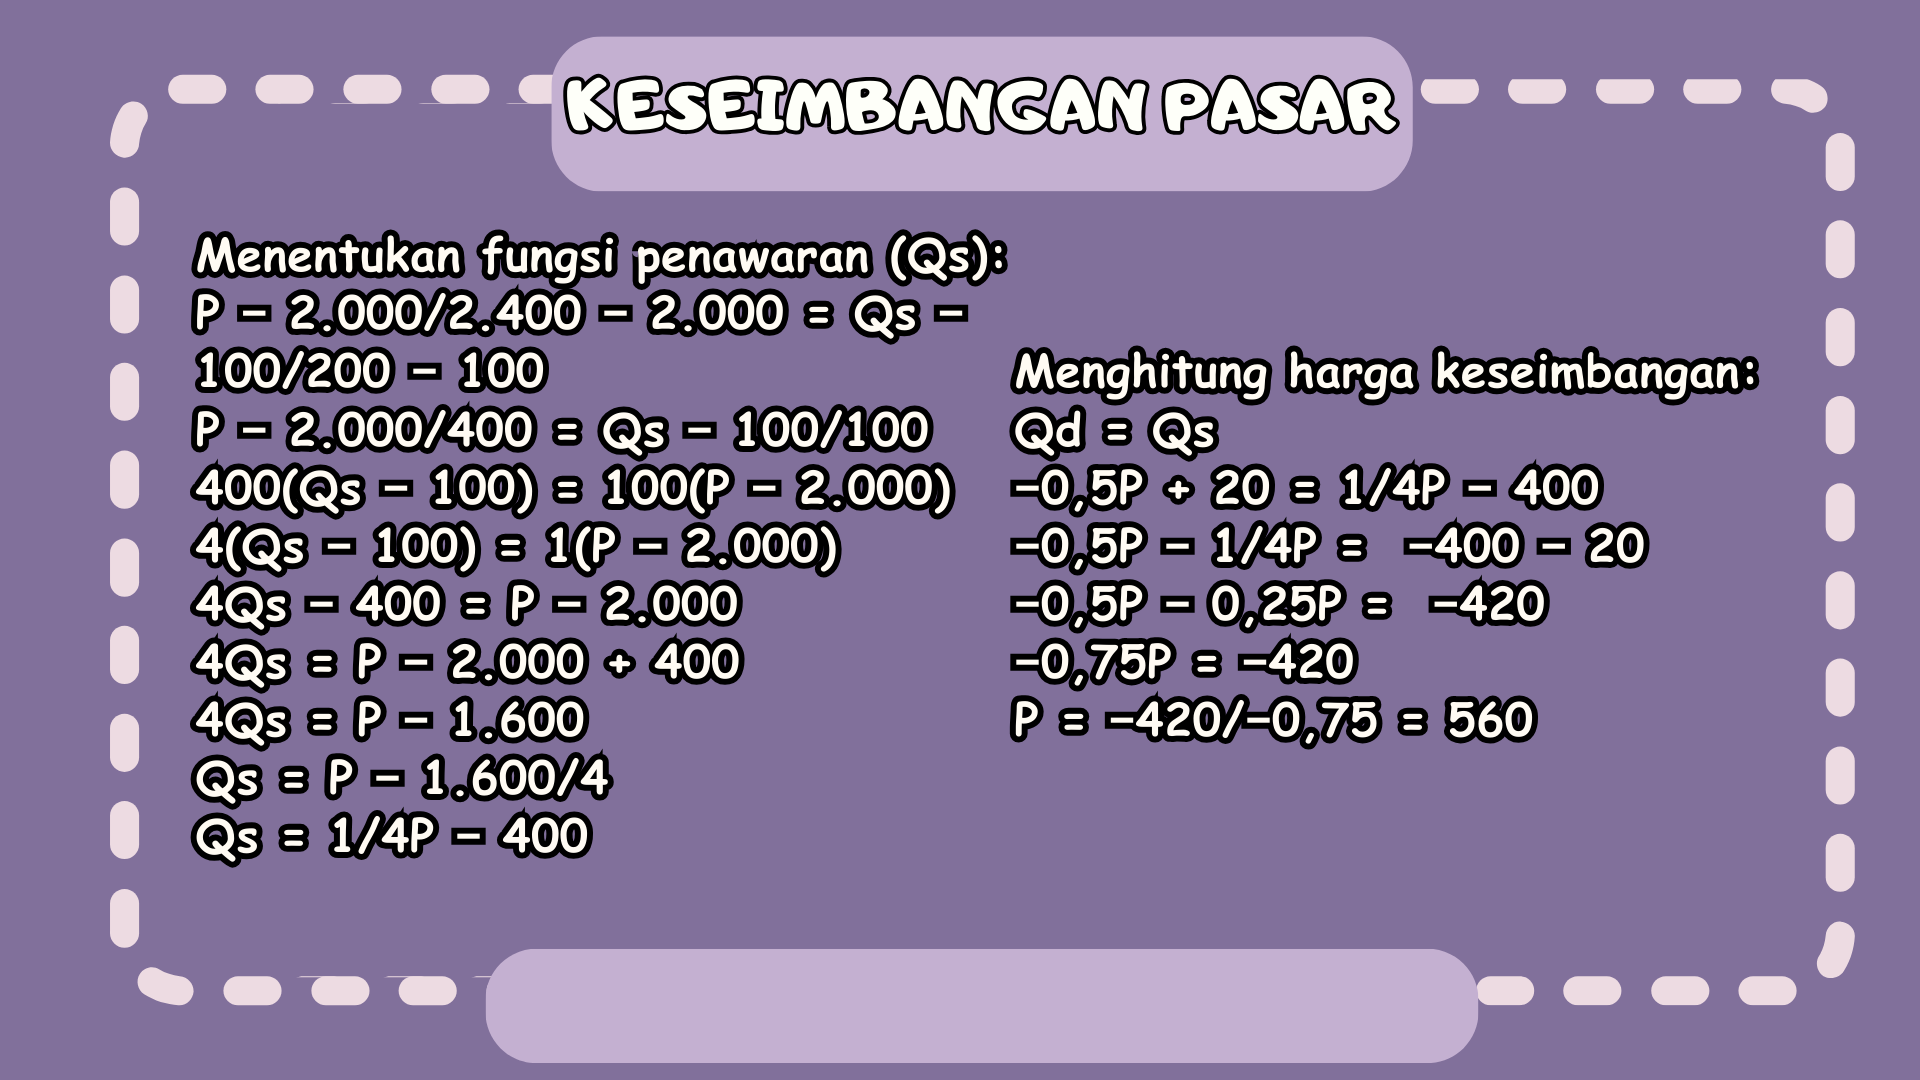 KESEIMBANGAN PASAR
Menentukan fungsi penawaran (Qs):
P - 2.000/2.400 - 2.000 = Qs -
100/200 - 100
P - 2.000/400 = Qs - 100/100
400(Qs - 100) = 100(P - 2.000)
4(Qs - 100) = 1(P - 2.000)
4Qs - 400 = P - 2.000
4Qs = P - 2.000 + 400
4Qs = P - 1.600
Qs = P - 1.600/4
Qs = 1/4P - 400
Menghitung harga keseimbangan:
Qd = Qs
-0,5P + 20 = 1/4P - 400
-0,5P - 1/4P = -400 - 20
-0,5P - 0,25P = -420
-0,75P = -420
P = -420/-0,75 = 560